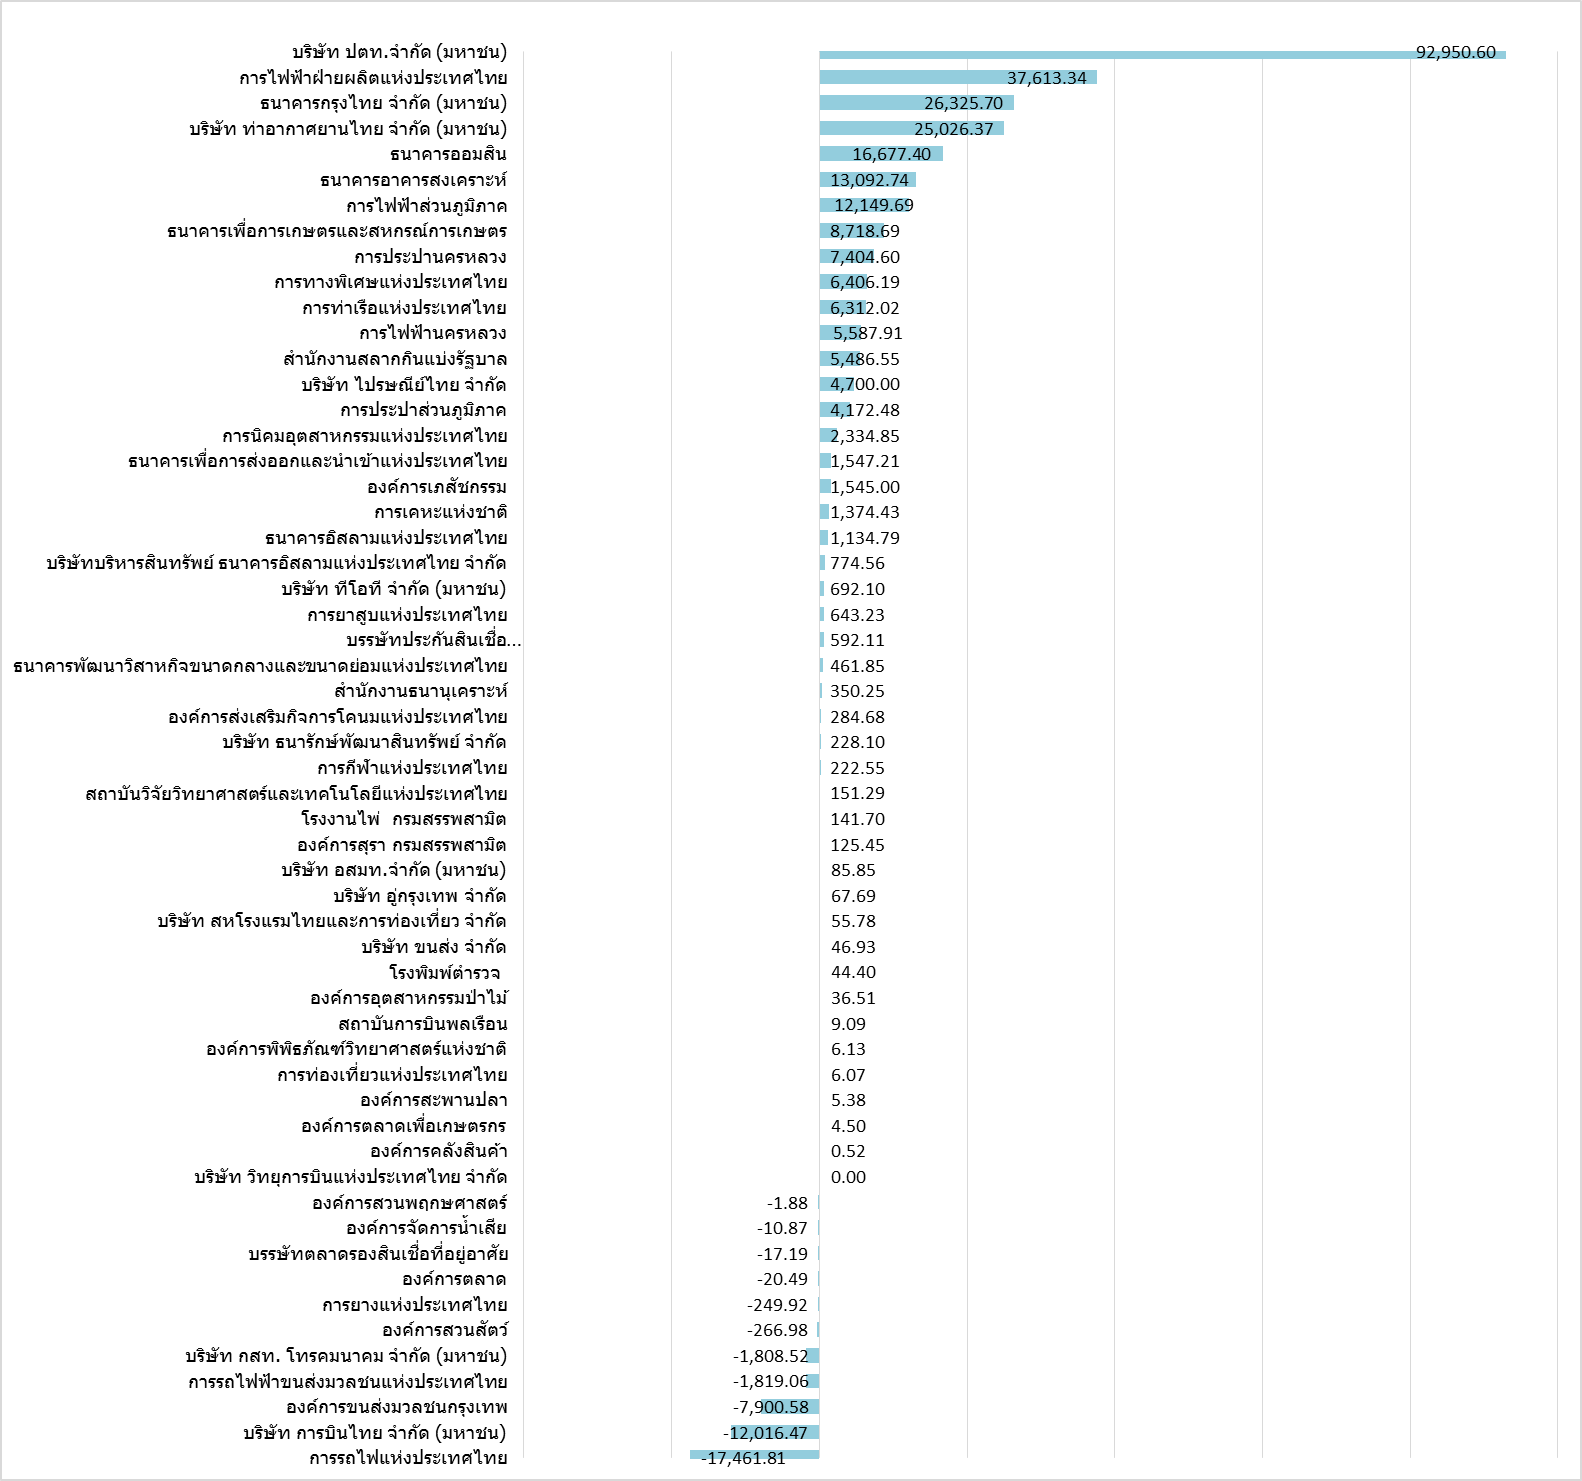 บริษัท ปตท.จำกัด (มหาชน) 92,950.60
การไฟฟ้าฝ่ายผลิตแห่งประเทศไทย 37,613.34
ธนาคารกรุงไทย จำกัด (มหาชน) 26,325.70
บริษัท ท่าอากาศยานไทย จำกัด (มหาชน) 25,026.37
ธนาคารออมสิน 16,677.40
ธนาคารอาคารสงเคราะห์ 13,092.74
การไฟฟ้าส่วนภูมิภาค 12,149.69
ธนาคารเพื่อการเกษตรและสหกรณ์การเกษตร 8,718.69
การประปานครหลวง 7,404.60
การทางพิเศษแห่งประเทศไทย 6,406.19
การท่าเรือแห่งประเทศไทย 6,312.02
การไฟฟ้านครหลวง 5,587.91
สำนักงานสลากกินแบ่งรัฐบาล 5,486.55
บริษัท ไปรษณีย์ไทย จำกัด 4,700.00
การประปาส่วนภูมิภาค 4,172.48
การนิคมอุตสาหกรรมแห่งประเทศไทย 2,334.85
ธนาคารเพื่อการส่งออกและนำเข้าแห่งประเทศไทย 1,547.21
องค์การเภสัชกรรม 1,545.00
การเคหะแห่งชาติ 1,374.43
ธนาคารอิสลามแห่งประเทศไทย 1,134.79
บริษัทบริหารสินทรัพย์ ธนาคารอิสลามแห่งประเทศไทย จำกัด 774.56
บริษัท ทีโอที จำกัด (มหาชน) 692.10
การยาสูบแห่งประเทศไทย 643.23
บรรษัทประกันสินเชื่อ... 592.11
ธนาคารพัฒนาวิสาหกิจขนาดกลางและขนาดย่อมแห่งประเทศไทย 461.85
สำนักงานธนานุเคราะห์ 350.25
องค์การส่งเสริมกิจการโคนมแห่งประเทศไทย 284.68
บริษัท ธนารักษ์พัฒนาสินทรัพย์ จำกัด 228.10
การกีฬาแห่งประเทศไทย 222.55
สถาบันวิจัยวิทยาศาสตร์และเทคโนโลยีแห่งประเทศไทย 151.29
โรงงานไพ่ กรมสรรพสามิต 141.70
องค์การสุรา กรมสรรพสามิต 125.45
บริษัท อสมท.จำกัด (มหาชน) 85.85
บริษัท อู่กรุงเทพ จำกัด 67.69
บริษัท สหโรงแรมไทยและการท่องเที่ยว จำกัด 55.78
บริษัท ขนส่ง จำกัด 46.93
โรงพิมพ์ตำรวจ 44.40
องค์การอุตสาหกรรมป่าไม้ 36.51
สถาบันการบินพลเรือน 9.09
องค์การพิพิธภัณฑ์วิทยาศาสตร์แห่งชาติ 6.13
การท่องเที่ยวแห่งประเทศไทย 6.07
องค์การสะพานปลา 5.38
องค์การตลาดเพื่อเกษตรกร 4.50
องค์การคลังสินค้า 0.52
บริษัท วิทยุการบินแห่งประเทศไทย จำกัด 0.00
องค์การสวนพฤกษศาสตร์ -1.88
องค์การจัดการน้ำเสีย -10.87
บรรษัทตลาดรองสินเชื่อที่อยู่อาศัย -17.19
องค์การตลาด -20.49
การยางแห่งประเทศไทย -249.92
องค์การสวนสัตว์ -266.98
บริษัท กสท. โทรคมนาคม จำกัด (มหาชน) -1,808.52
การรถไฟฟ้าขนส่งมวลชนแห่งประเทศไทย -1,819.06
องค์การขนส่งมวลชนกรุงเทพ -7,900.58
บริษัท การบินไทย จำกัด (มหาชน) -12,016.47
การรถไฟแห่งประเทศไทย -17,461.81